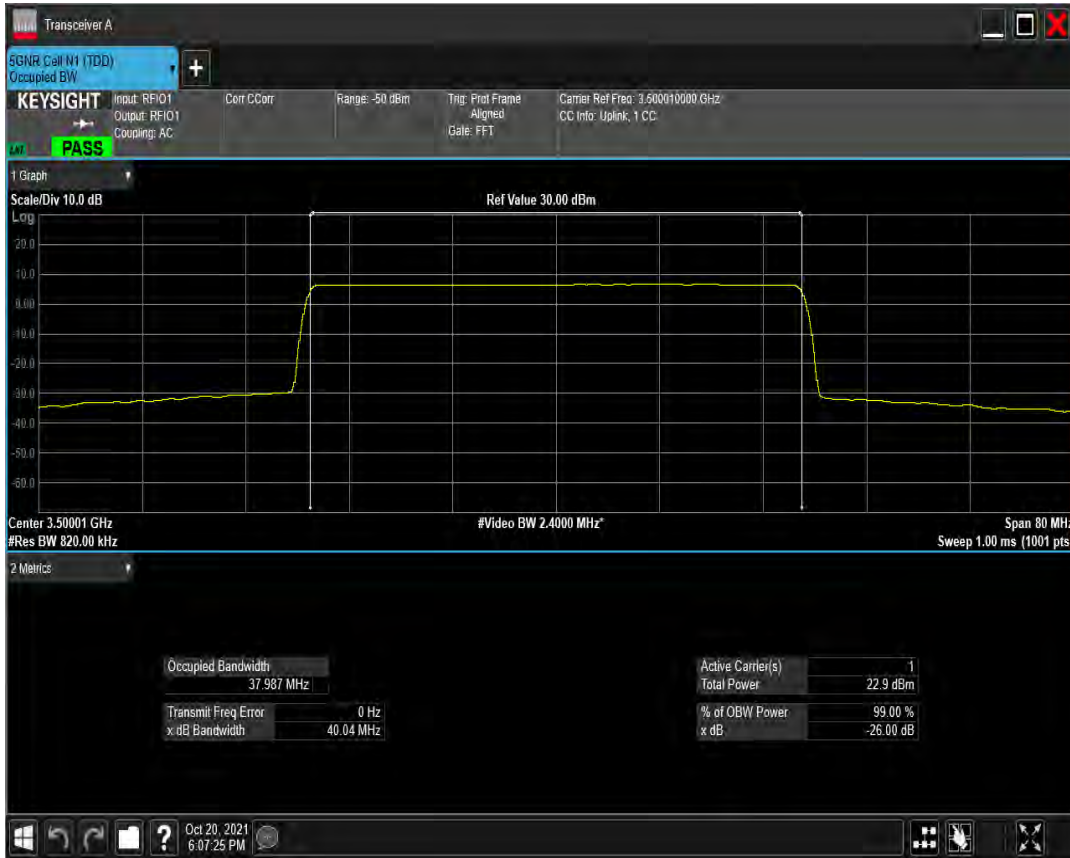 Transceiver A
5GNR Cell N1 (TDD)
Occupied BW
+
KEYSIGHT
Input: RFIO1
Output: RFIO1
Coupling: AC
Corr CCorr
Range: -50 dBm
Trig: Prot Frame
Aligned
Gate: FFT
Carrier Ref Freq: 3.500010000 GHz
CC Info: Uplink, 1 CC
PASS
1 Graph
Scale/Div 10.0 dB
Ref Value 30.00 dBm
Log
20.0
10.0
0.00
-10.0
-20.0
-30.0
-40.0
-50.0
-60.0
Center 3.50001 GHz
#Video BW 2.4000 MHz*
Span 80 MHz
#Res BW 820.00 kHz
Sweep 1.00 ms (1001 pts
2 Metrics
Occupied Bandwidth
37.987 MHz
Transmit Freq Error 0 Hz
x dB Bandwidth 40.04 MHz
Active Carrier(s) 1
Total Power 22.9 dBm
% of OBW Power 99.00 %
x dB -26.00 dB
?
Oct 20, 2021
6:07:25 PM